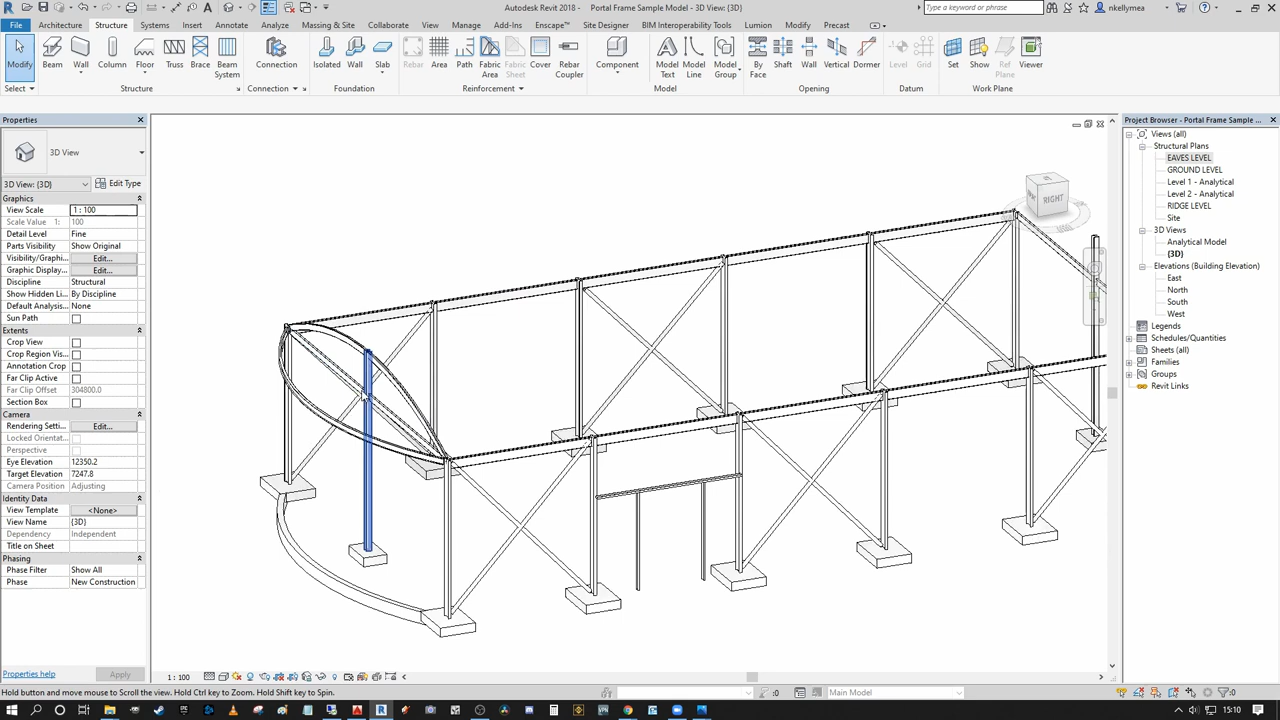 Autodesk Revit 2018 - Portal Frame Sample Model - 3D View: {3D}
Type a keyword or phrase
nkellymea
File Architecture Structure Systems Insert Annotate Analyze Massing & Site Collaborate View Manage Add-Ins Enscape™ Site Designer BIM Interoperability Tools Lumion Modify Precast
Modify Beam Wall Column Floor Truss Brace Beam System Connection Isolated Wall Slab Rebar Area Path Fabric Area Fabric Sheet Cover Rebar Coupler Component Model Text Model Line Model Group By Face Shaft Wall Vertical Dormer Level Grid Set Show Ref Plane Viewer
Select Structure Connection Foundation Reinforcement Model Opening Datum Work Plane
Properties
3D View
3D View: {3D} Edit Type
Graphics
View Scale 1 : 100
Scale Value 1: 100
Detail Level Fine
Parts Visibility Show Original
Visibility/Graphi... Edit...
Graphic Display... Edit...
Discipline Structural
Show Hidden Li... By Discipline
Default Analysis... None
Sun Path
Extents
Crop View
Crop Region Vis...
Annotation Crop
Far Clip Active
Far Clip Offset 304800.0
Section Box
Camera
Rendering Setti... Edit...
Locked Orientat...
Perspective
Eye Elevation 12350.2
Target Elevation 7247.8
Camera Position Adjusting
Identity Data
View Template <None>
View Name {3D}
Dependency Independent
Title on Sheet
Phasing
Phase Filter Show All
Phase New Construction
Properties help Apply
RIGHT
Project Browser - Portal Frame Sample ...
Views (all)
Structural Plans
EAVES LEVEL
GROUND LEVEL
Level 1 - Analytical
Level 2 - Analytical
RIDGE LEVEL
Site
3D Views
Analytical Model
{3D}
Elevations (Building Elevation)
East
North
South
West
Legends
Schedules/Quantities
Sheets (all)
Families
Groups
Revit Links
1 : 100
Hold button and move mouse to Scroll the view. Hold Ctrl key to Zoom. Hold Shift key to Spin.
:0 Main Model :0
15:10